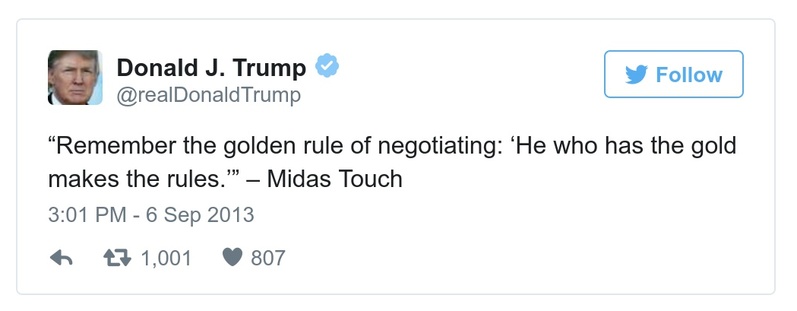 Donald J. Trump
@realDonaldTrump
Follow
“Remember the golden rule of negotiating: ‘He who has the gold
makes the rules.’” – Midas Touch
3:01 PM - 6 Sep 2013
1,001 807